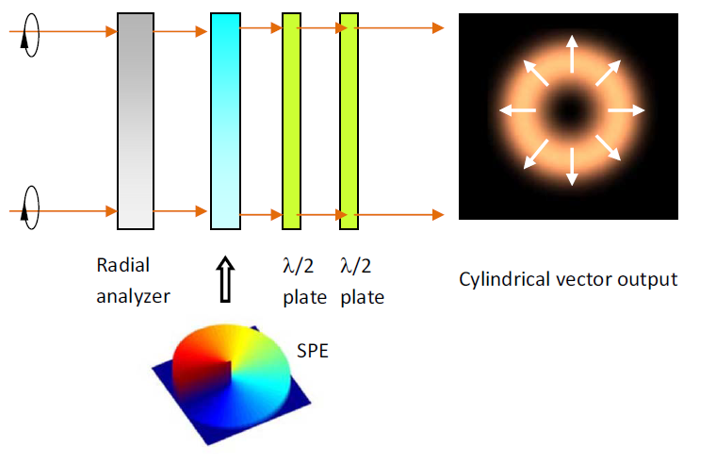 Radial
analyzer
λ/2
plate
λ/2
plate
Cylindrical vector output
SPE